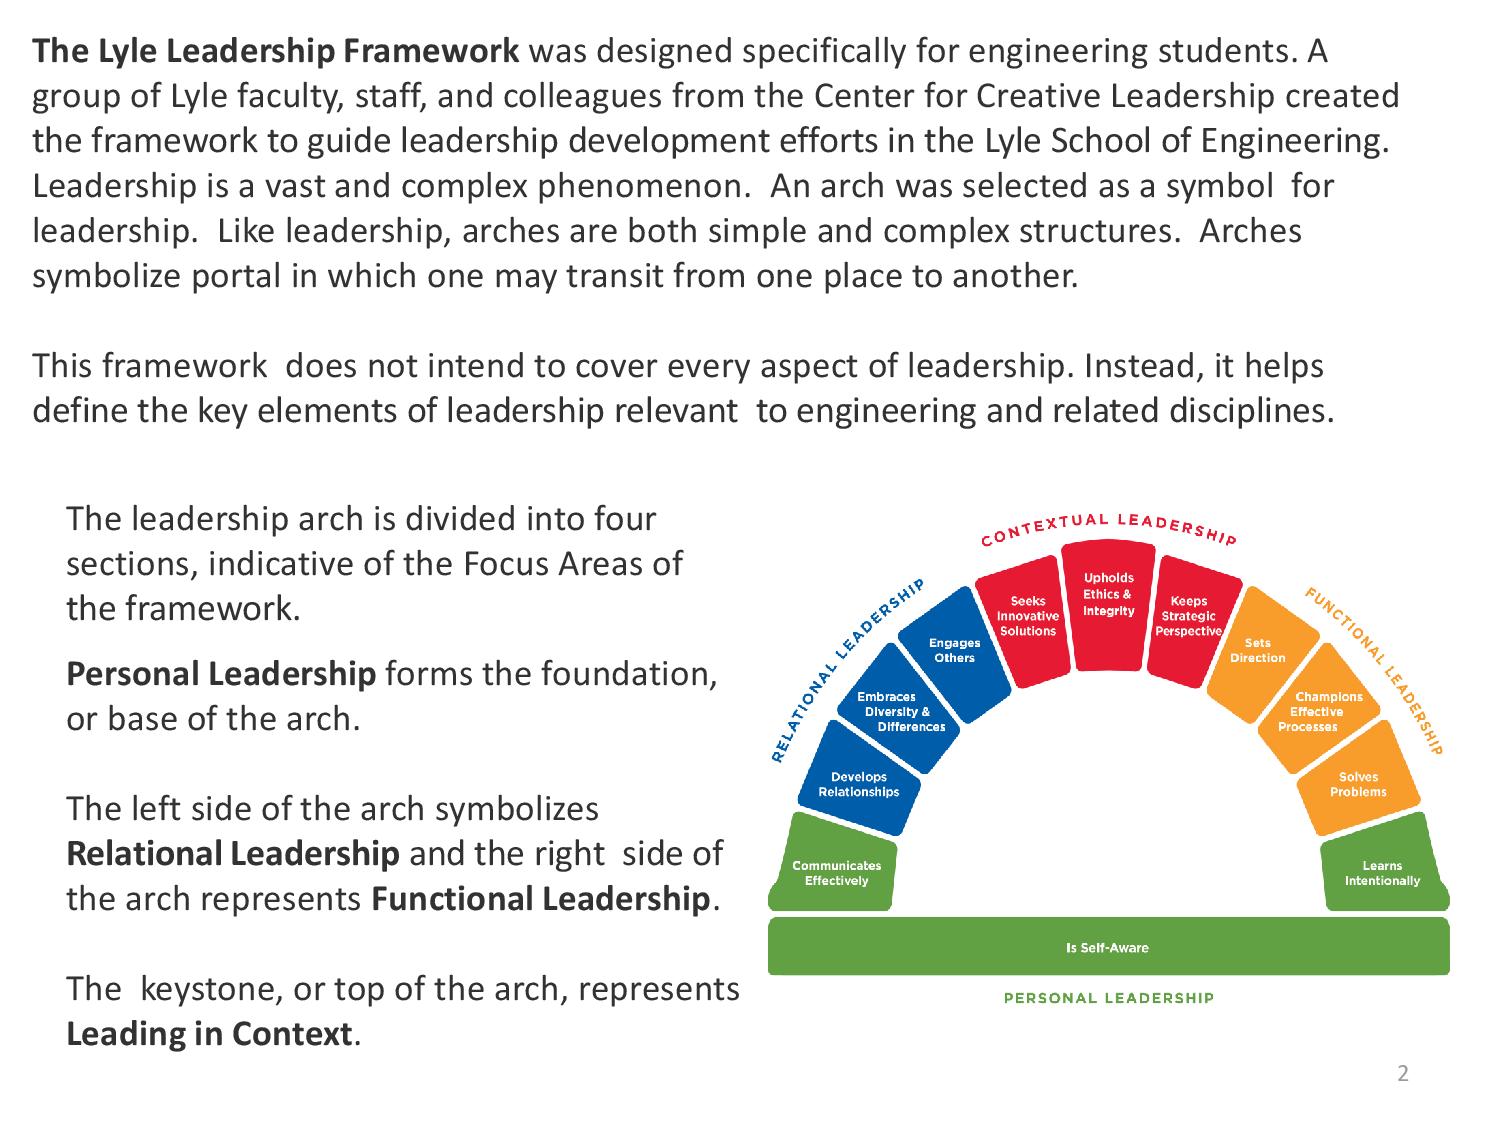 The Lyle Leadership Framework was designed specifically for engineering students. A
group of Lyle faculty, staff, and colleagues from the Center for Creative Leadership created
the framework to guide leadership development efforts in the Lyle School of Engineering.
Leadership is a vast and complex phenomenon.  An arch was selected as a symbol  for
leadership.  Like leadership, arches are both simple and complex structures.  Arches
symbolize portal in which one may transit from one place to another.
This framework  does not intend to cover every aspect of leadership. Instead, it helps
define the key elements of leadership relevant  to engineering and related disciplines.
The leadership arch is divided into four
sections, indicative of the Focus Areas of
the framework.
Personal Leadership forms the foundation,
or base of the arch.
The left side of the arch symbolizes
Relational Leadership and the right  side of
the arch represents Functional Leadership.
The  keystone, or top of the arch, represents
Leading in Context.
CONTEXTUAL LEADERSHIP
RELATIONAL LEADERSHIP
FUNCTIONAL LEADERSHIP
Communicates
Effectively
Develops
Relationships
Embraces
Diversity &
Differences
Engages
Others
Seeks
Innovative
Solutions
Upholds
Ethics &
Integrity
Keeps
Strategic
Perspective
Sets
Direction
Champions
Effective
Processes
Solves
Problems
Learns
Intentionally
Is Self-Aware
PERSONAL LEADERSHIP
2